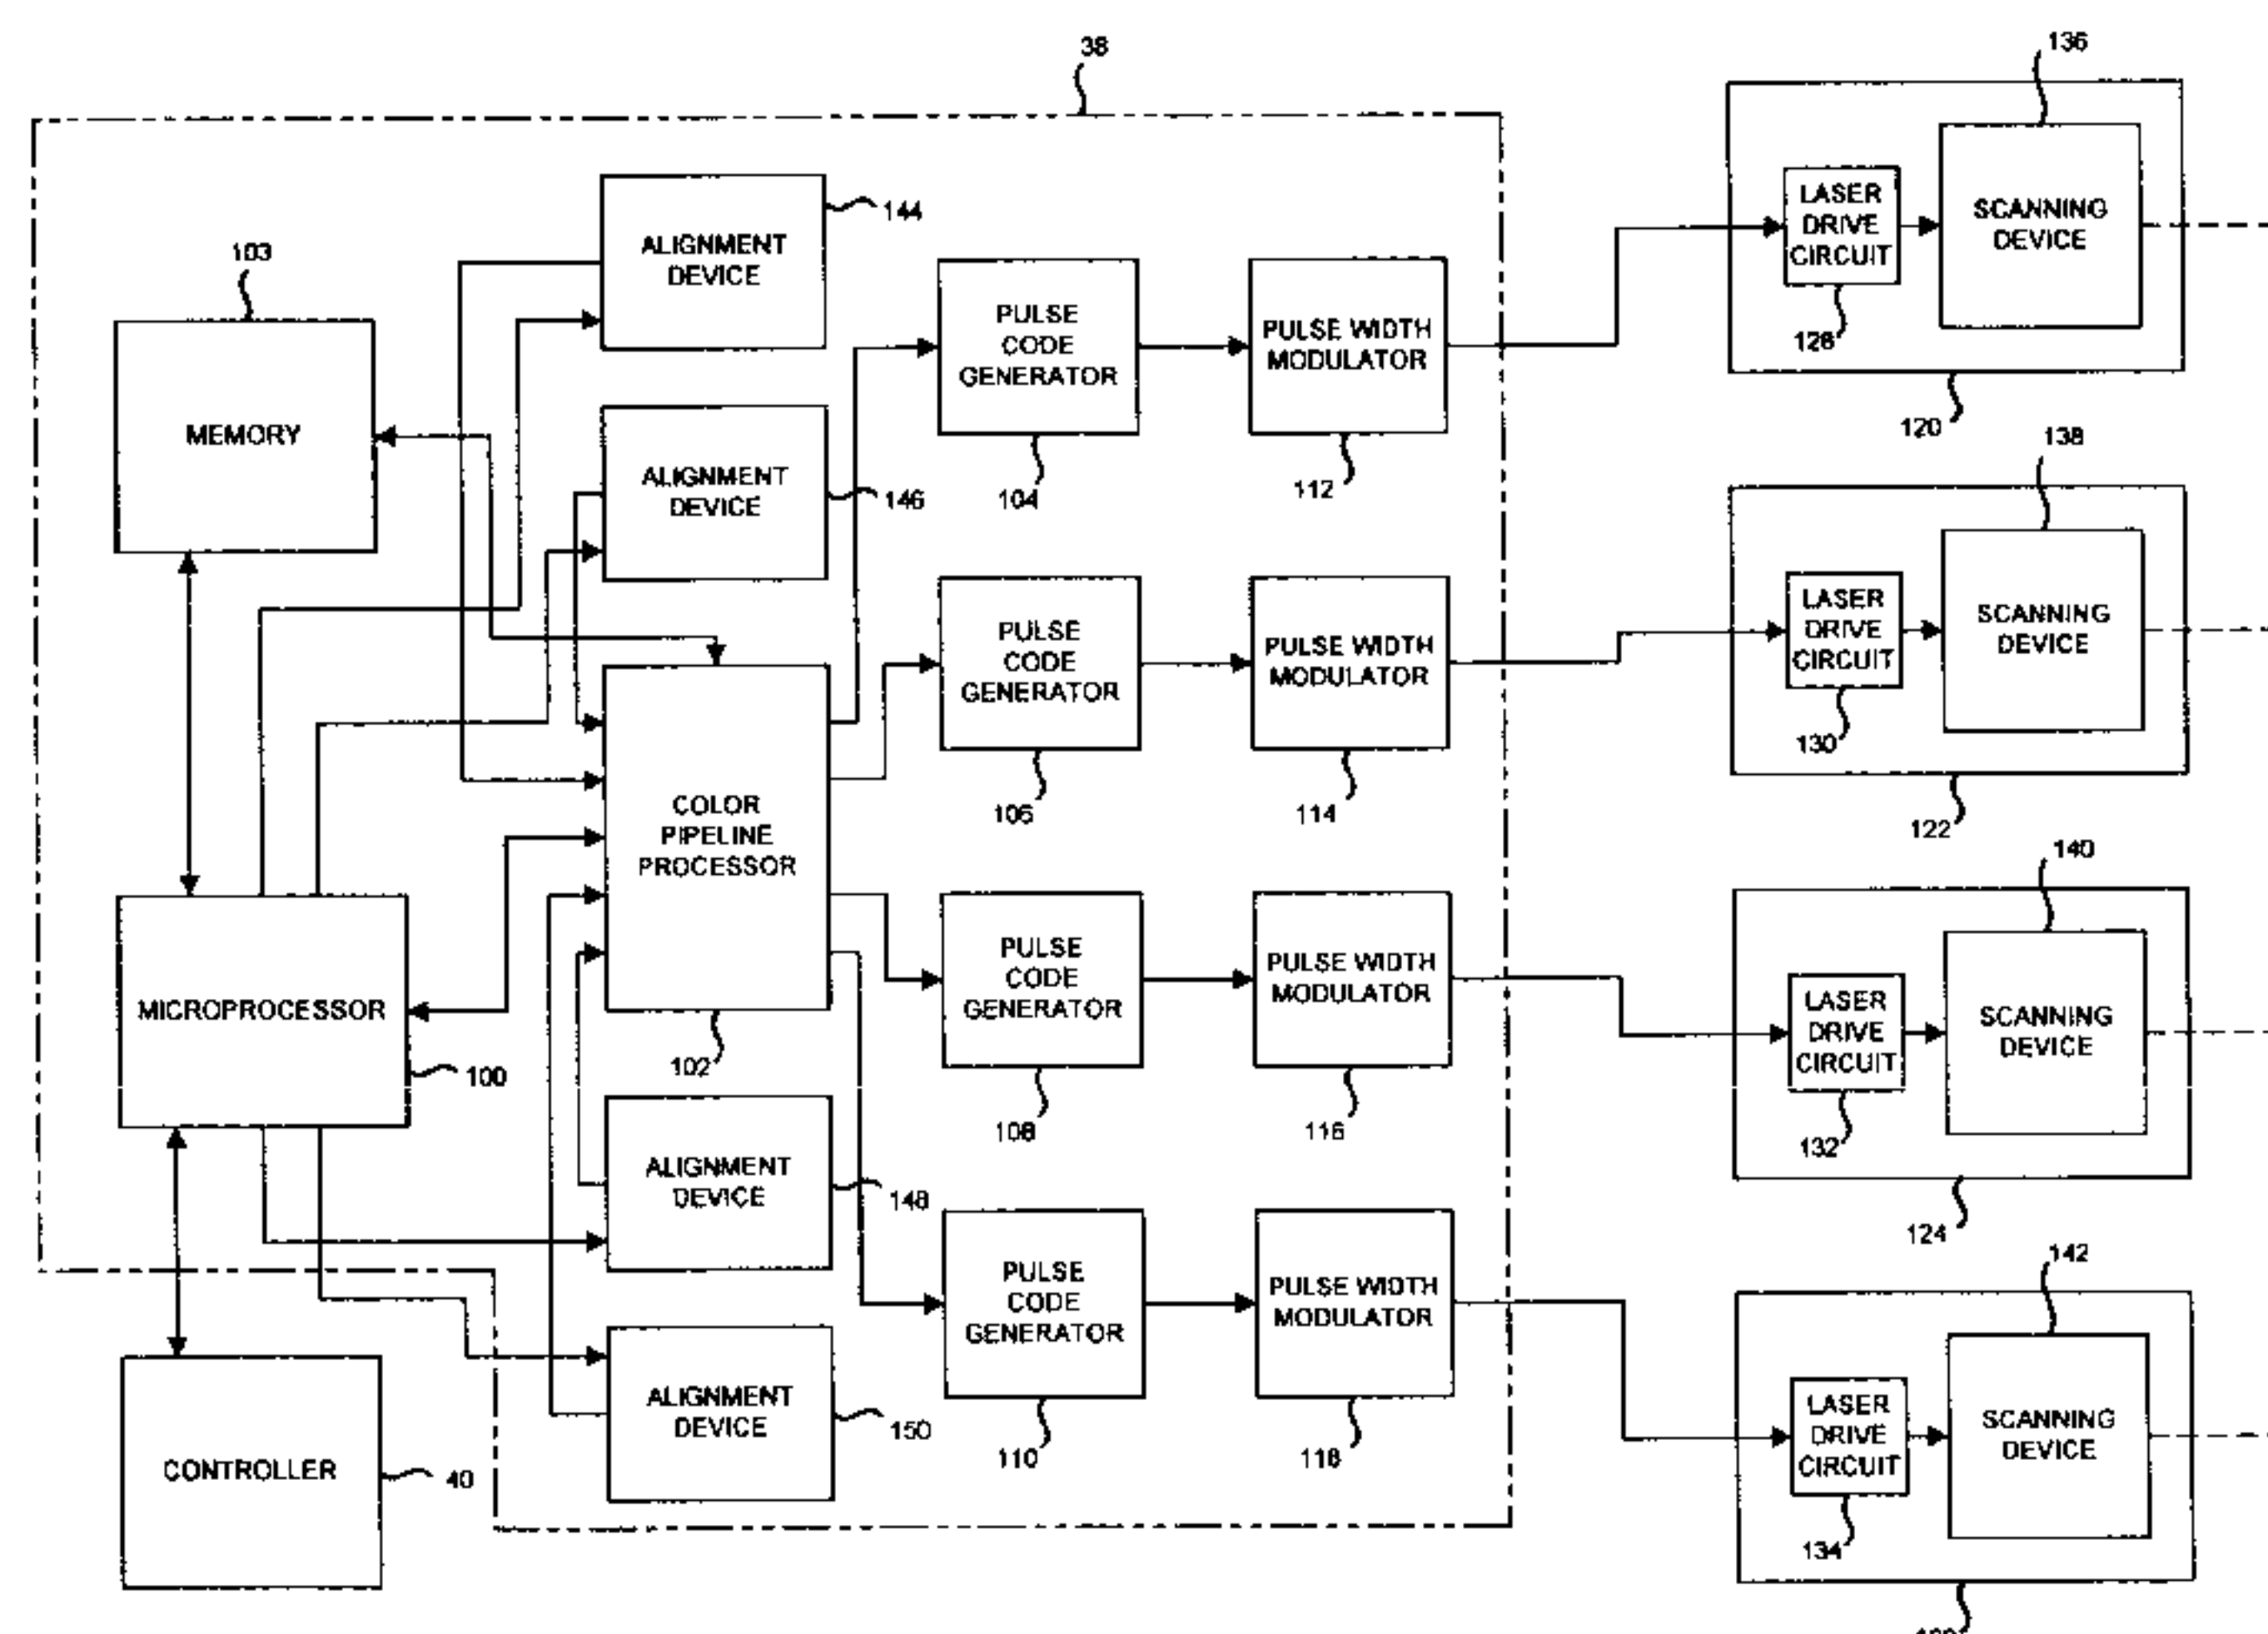 38
136
144
103
ALIGNMENT
DEVICE
LASER
DRIVE
CIRCUIT
SCANNING
DEVICE
PULSE
CODE
GENERATOR
PULSE WIDTH
MODULATOR
128
120
MEMORY
ALIGNMENT
DEVICE
146
104
112
138
LASER
DRIVE
CIRCUIT
SCANNING
DEVICE
PULSE
CODE
GENERATOR
PULSE WIDTH
MODULATOR
130
106
114
122
COLOR
PIPELINE
PROCESSOR
140
PULSE
CODE
GENERATOR
PULSE WIDTH
MODULATOR
LASER
DRIVE
CIRCUIT
SCANNING
DEVICE
MICROPROCESSOR
100
102
108
116
132
ALIGNMENT
DEVICE
148
124
142
PULSE
CODE
GENERATOR
PULSE WIDTH
MODULATOR
ALIGNMENT
DEVICE
150
LASER
DRIVE
CIRCUIT
SCANNING
DEVICE
CONTROLLER
40
110
118
134